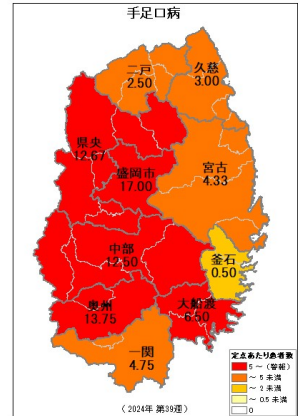 手足口病
二戸
2.50
久慈
3.00
県央
12.67
盛岡市
17.00
宮古
4.33
中部
12.50
釜石
0.50
奥州
13.75
大船渡
6.50
一関
4.75
定点あたり患者数
5～（警報）
～5未満
～2未満
～0.5未満
0
（2024年 第39週）